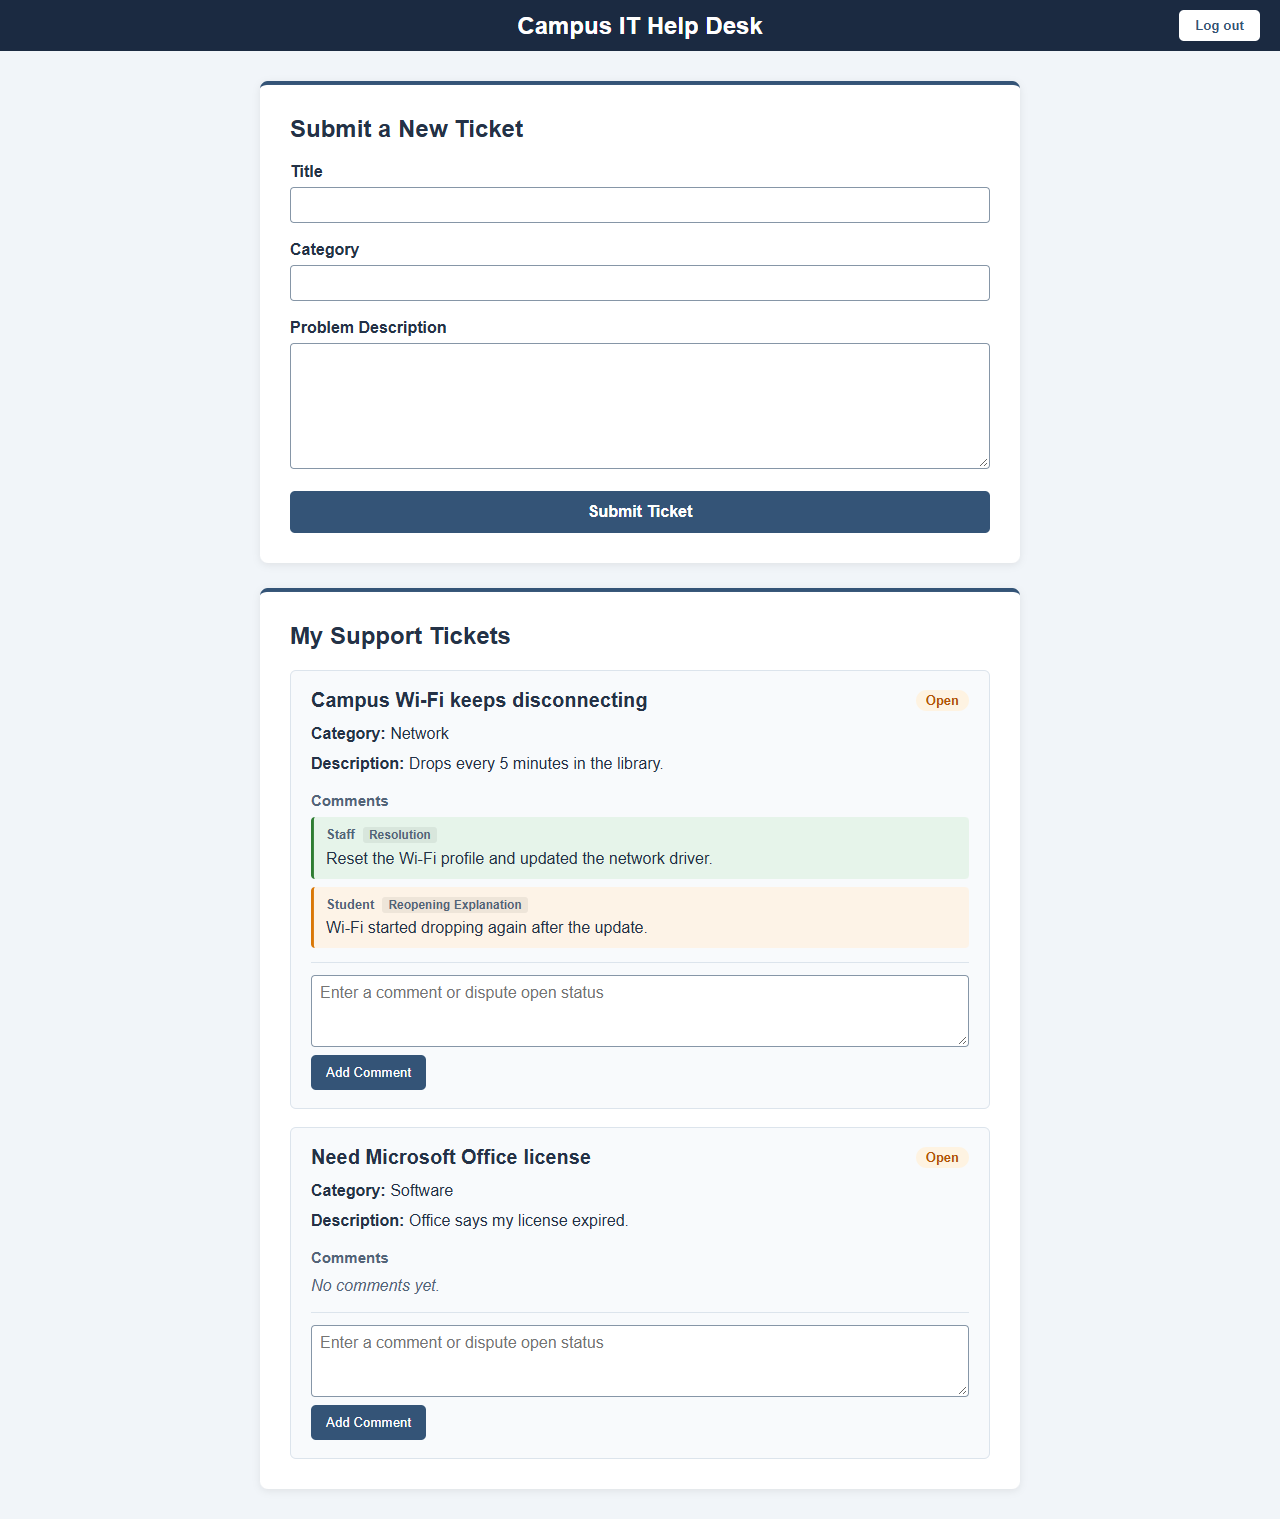 Campus IT Help Desk
Log out
Submit a New Ticket
Title
Category
Problem Description
Submit Ticket
My Support Tickets
Campus Wi-Fi keeps disconnecting
Open
Category: Network
Description: Drops every 5 minutes in the library.
Comments
Staff Resolution
Reset the Wi-Fi profile and updated the network driver.
Student Reopening Explanation
Wi-Fi started dropping again after the update.
Enter a comment or dispute open status
Add Comment
Need Microsoft Office license
Open
Category: Software
Description: Office says my license expired.
Comments
No comments yet.
Enter a comment or dispute open status
Add Comment